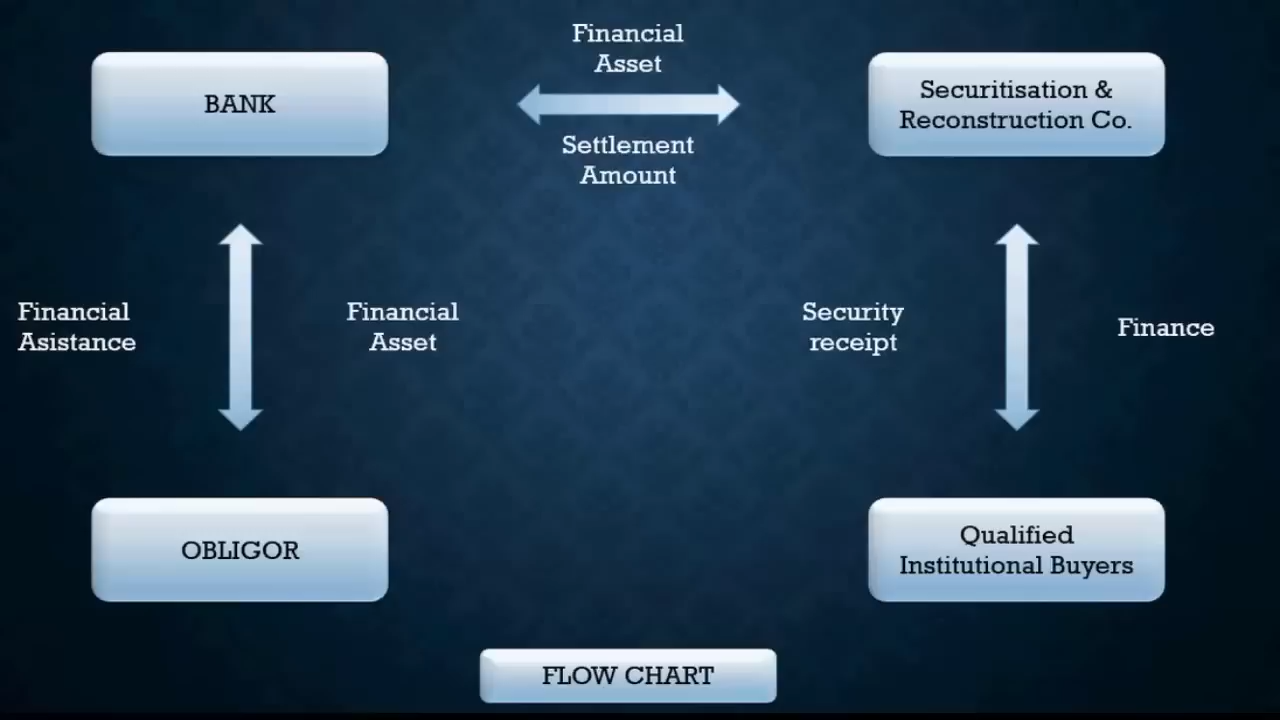 Financial
Asset
BANK
Securitisation &
Reconstruction Co.
Settlement
Amount
Financial
Asistance
Financial
Asset
Security
receipt
Finance
OBLIGOR
Qualified
Institutional Buyers
FLOW CHART